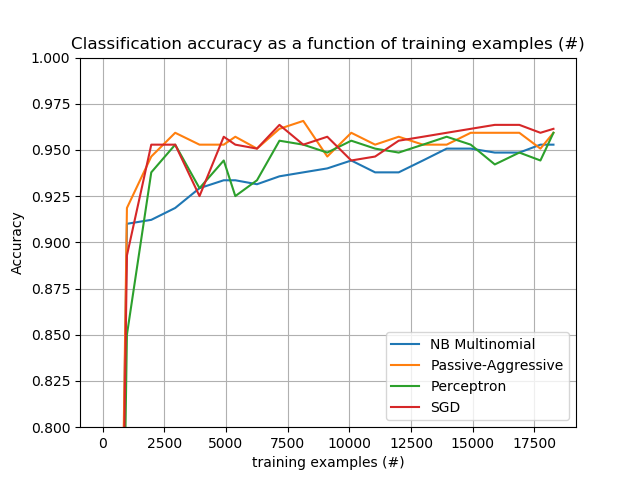 Classification accuracy as a function of training examples (#)
1.000
0.975
0.950
0.925
0.900
0.875
0.850
0.825
0.800
Accuracy
NB Multinomial
Passive-Aggressive
Perceptron
SGD
0 2500 5000 7500 10000 12500 15000 17500
training examples (#)